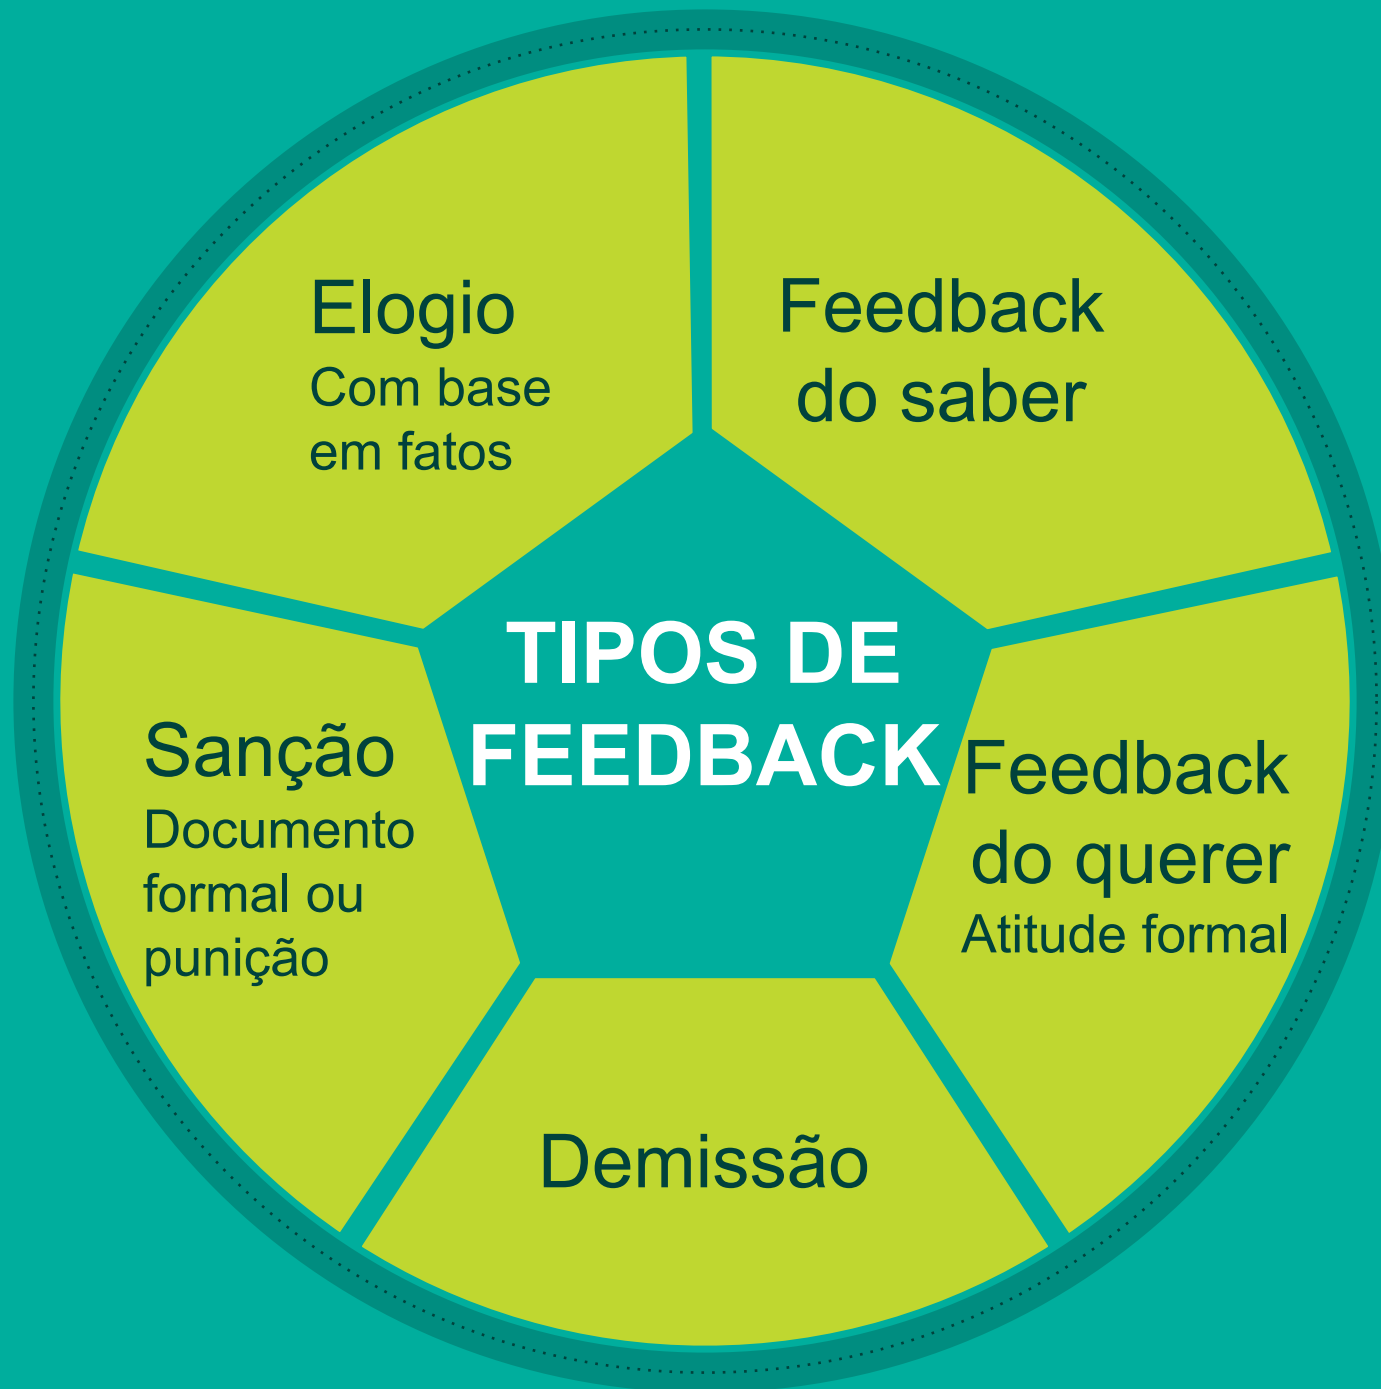 Elogio
Com base
em fatos
Feedback
do saber
TIPOS DE
FEEDBACK
Sanção
Documento
formal ou
punição
Feedback
do querer
Atitude formal
Demissão